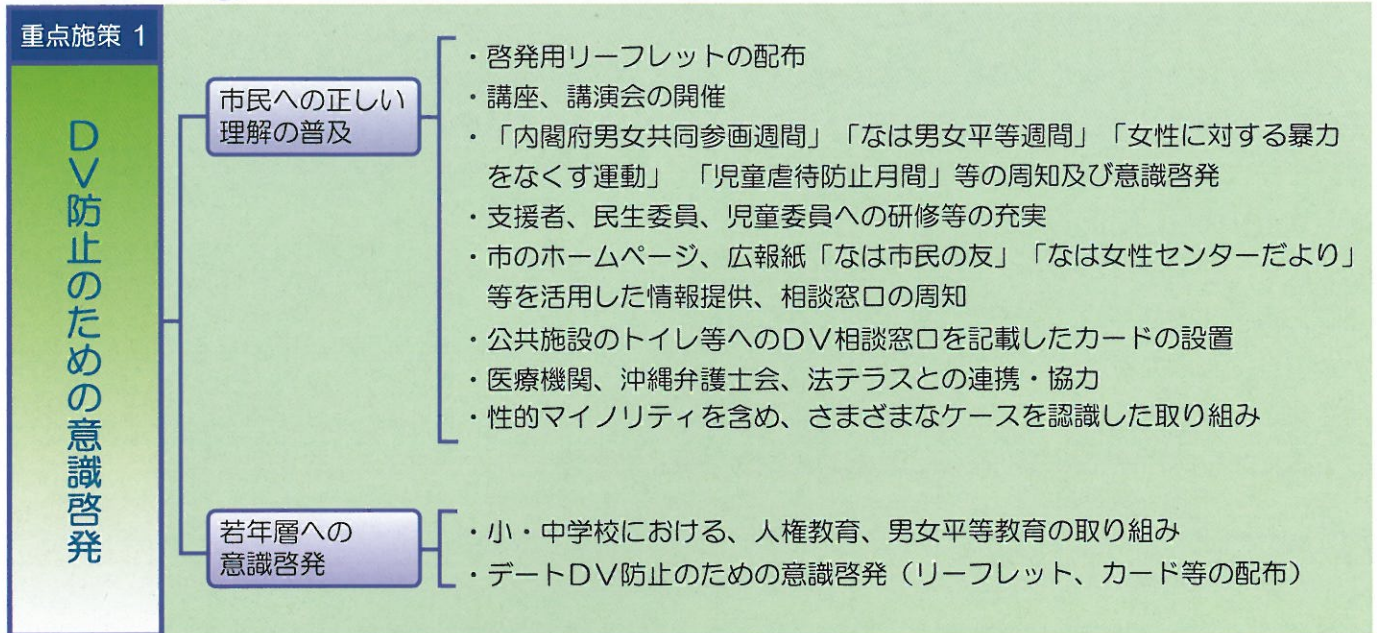 重点施策 1
DV防止のための意識啓発
市民への正しい
理解の普及
・啓発用リーフレットの配布
・講座、講演会の開催
・「内閣府男女共同参画週間」「なは男女平等週間」「女性に対する暴力
をなくす運動」 「児童虐待防止月間」等の周知及び意識啓発
・支援者、民生委員、児童委員への研修等の充実
・市のホームページ、広報紙「なは市民の友」「なは女性センターだより」
等を活用した情報提供、相談窓口の周知
・公共施設のトイレ等へのDV相談窓口を記載したカードの設置
・医療機関、沖縄弁護士会、法テラスとの連携・協力
・性的マイノリティを含め、さまざまなケースを認識した取り組み
若年層への
意識啓発
・小・中学校における、人権教育、男女平等教育の取り組み
・デートDV防止のための意識啓発（リーフレット、カード等の配布）